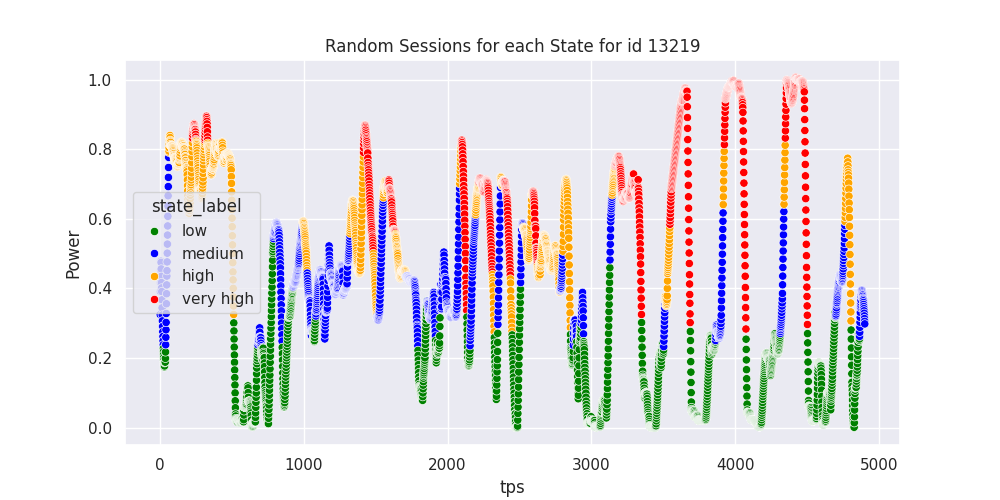 Random Sessions for each State for id 13219
Power
1.0
0.8
0.6
0.4
0.2
0.0
state_label
low
medium
high
very high
0 1000 2000 3000 4000 5000
tps